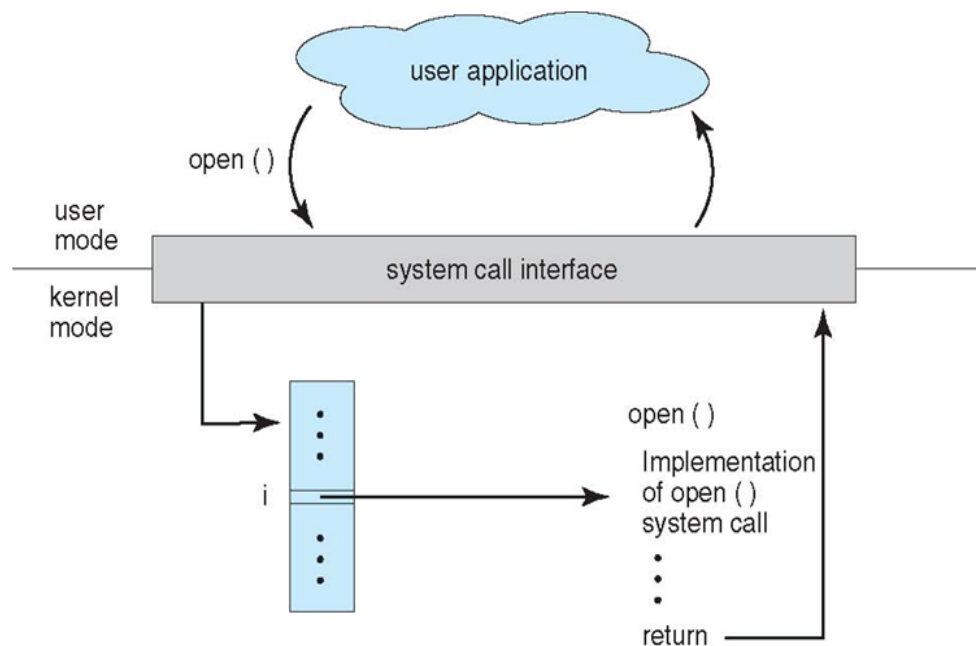 user application
open ( )
user
mode
system call interface
kernel
mode
open ( )
Implementation
of open ( )
system call
i
return